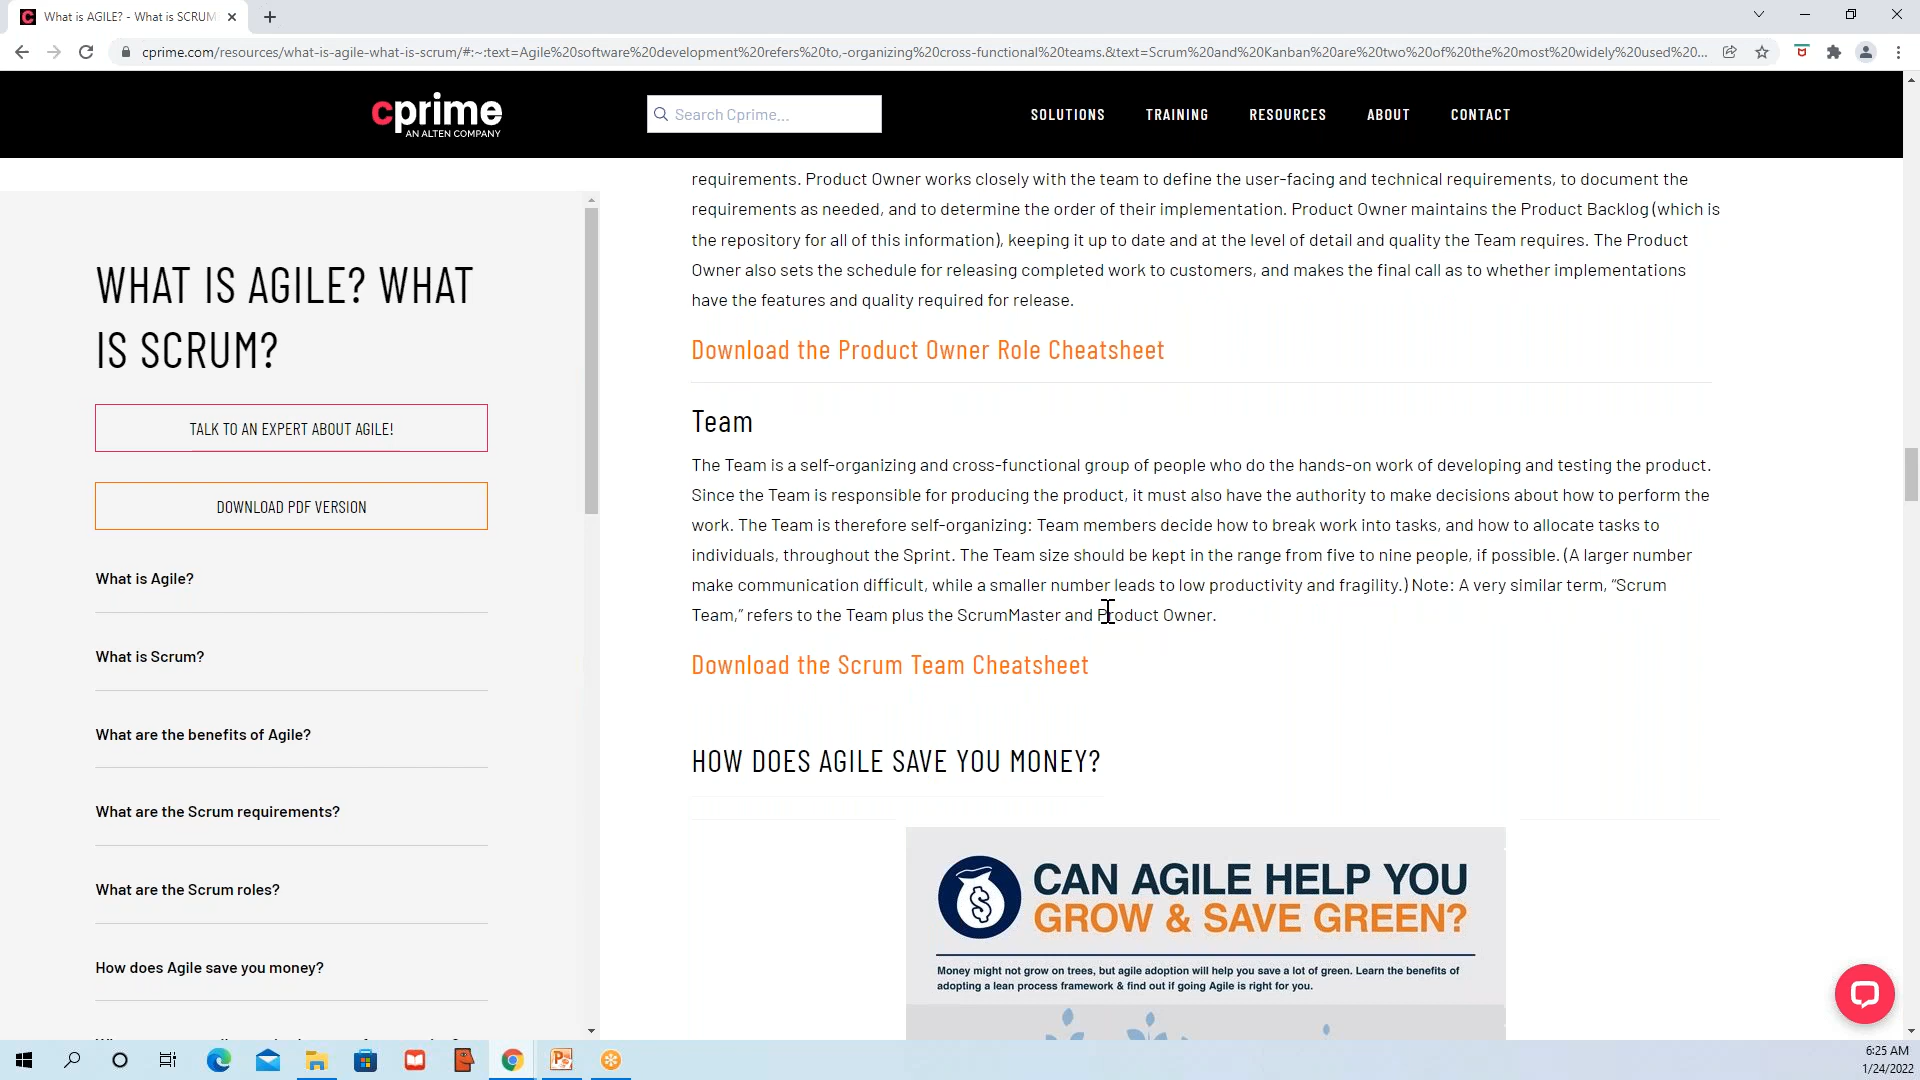 What is AGILE? - What is SCRUM
cprime.com/resources/what-is-agile-what-is-scrum/#:~:text=Agile%20software%20development%20refers%20to,-organizing%20cross-functional%20teams.&text=Scrum%20and%20Kanban%20are%20two%20of%20the%20most%20widely%20used%20...
cprime
AN ALTEN COMPANY
Search Cprime...
SOLUTIONS
TRAINING
RESOURCES
ABOUT
CONTACT
WHAT IS AGILE? WHAT
IS SCRUM?
TALK TO AN EXPERT ABOUT AGILE!
DOWNLOAD PDF VERSION
What is Agile?
What is Scrum?
What are the benefits of Agile?
What are the Scrum requirements?
What are the Scrum roles?
How does Agile save you money?
requirements. Product Owner works closely with the team to define the user-facing and technical requirements, to document the
requirements as needed, and to determine the order of their implementation. Product Owner maintains the Product Backlog (which is
the repository for all of this information), keeping it up to date and at the level of detail and quality the Team requires. The Product
Owner also sets the schedule for releasing completed work to customers, and makes the final call as to whether implementations
have the features and quality required for release.
Download the Product Owner Role Cheatsheet
Team
The Team is a self-organizing and cross-functional group of people who do the hands-on work of developing and testing the product.
Since the Team is responsible for producing the product, it must also have the authority to make decisions about how to perform the
work. The Team is therefore self-organizing: Team members decide how to break work into tasks, and how to allocate tasks to
individuals, throughout the Sprint. The Team size should be kept in the range from five to nine people, if possible. (A larger number
make communication difficult, while a smaller number leads to low productivity and fragility.) Note: A very similar term, “Scrum
Team,” refers to the Team plus the ScrumMaster and Product Owner.
Download the Scrum Team Cheatsheet
HOW DOES AGILE SAVE YOU MONEY?
CAN AGILE HELP YOU
GROW & SAVE GREEN?
Money might not grow on trees, but agile adoption will help you save a lot of green. Learn the benefits of
adopting a lean process framework & find out if going Agile is right for you.
6:25 AM
1/24/2022